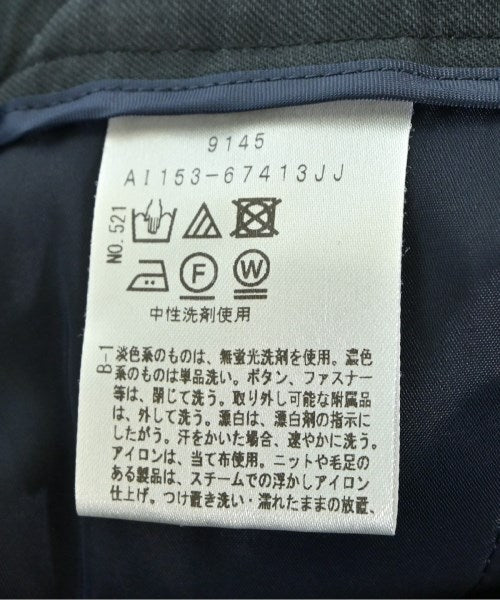 9145
AI153-67413JJ
NO.521
F
W
中性洗剤使用
B-1
淡色系のものは、無蛍光洗剤を使用。濃色
系のものは単品洗い。ボタン、ファスナー
等は、閉じて洗う。取り外し可能な附属品
は、外して洗う。漂白は、漂白剤の指示に
したがう。汗をかいた場合、速やかに洗う。
アイロンは、当て布使用。ニットや毛足の
ある製品は、スチームでの浮かしアイロン
仕上げ。つけ置き洗い・濡れたままの放置、